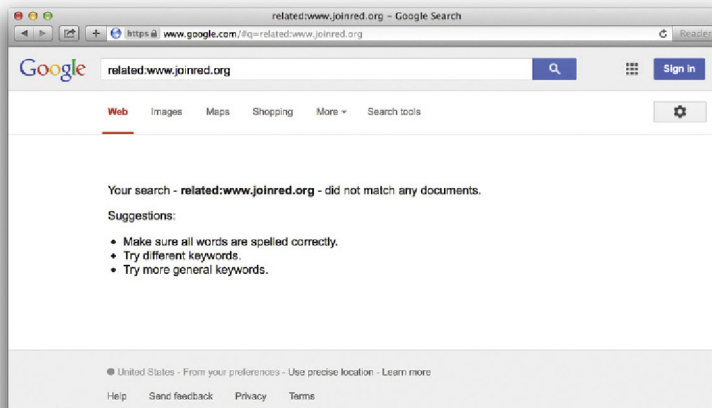 related:www.joinred.org – Google Search
https www.google.com/#q=related:www.joinred.org Reader
Google related:www.joinred.org Sign in
Web Images Maps Shopping More Search tools
Your search - related:www.joinred.org - did not match any documents.
Suggestions:
• Make sure all words are spelled correctly.
• Try different keywords.
• Try more general keywords.
United States - From your preferences - Use precise location - Learn more
Help Send feedback Privacy Terms